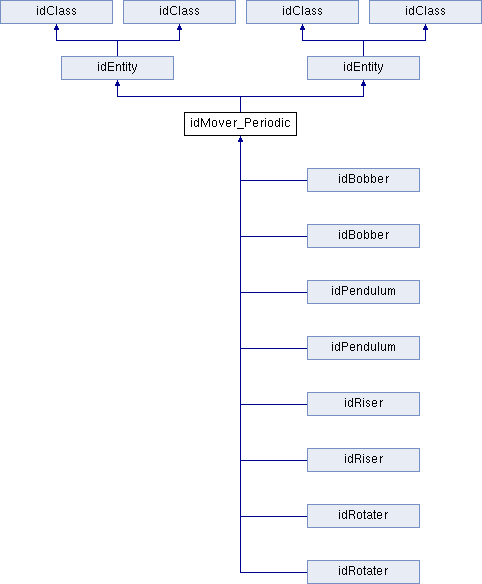 idClass
idClass
idClass
idClass
idEntity
idEntity
idMover_Periodic
idBobber
idBobber
idPendulum
idPendulum
idRiser
idRiser
idRotater
idRotater